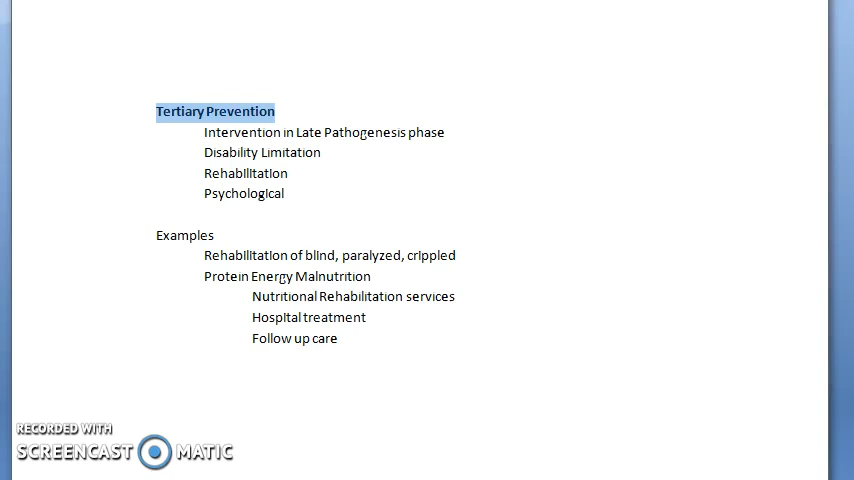 Tertiary Prevention
Intervention in Late Pathogenesis phase
Disability Limitation
Rehabilitation
Psychological
Examples
Rehabilitation of blind, paralyzed, crippled
Protein Energy Malnutrition
Nutritional Rehabilitation services
Hospital treatment
Follow up care
RECORDED WITH
SCREENCAST MATIC